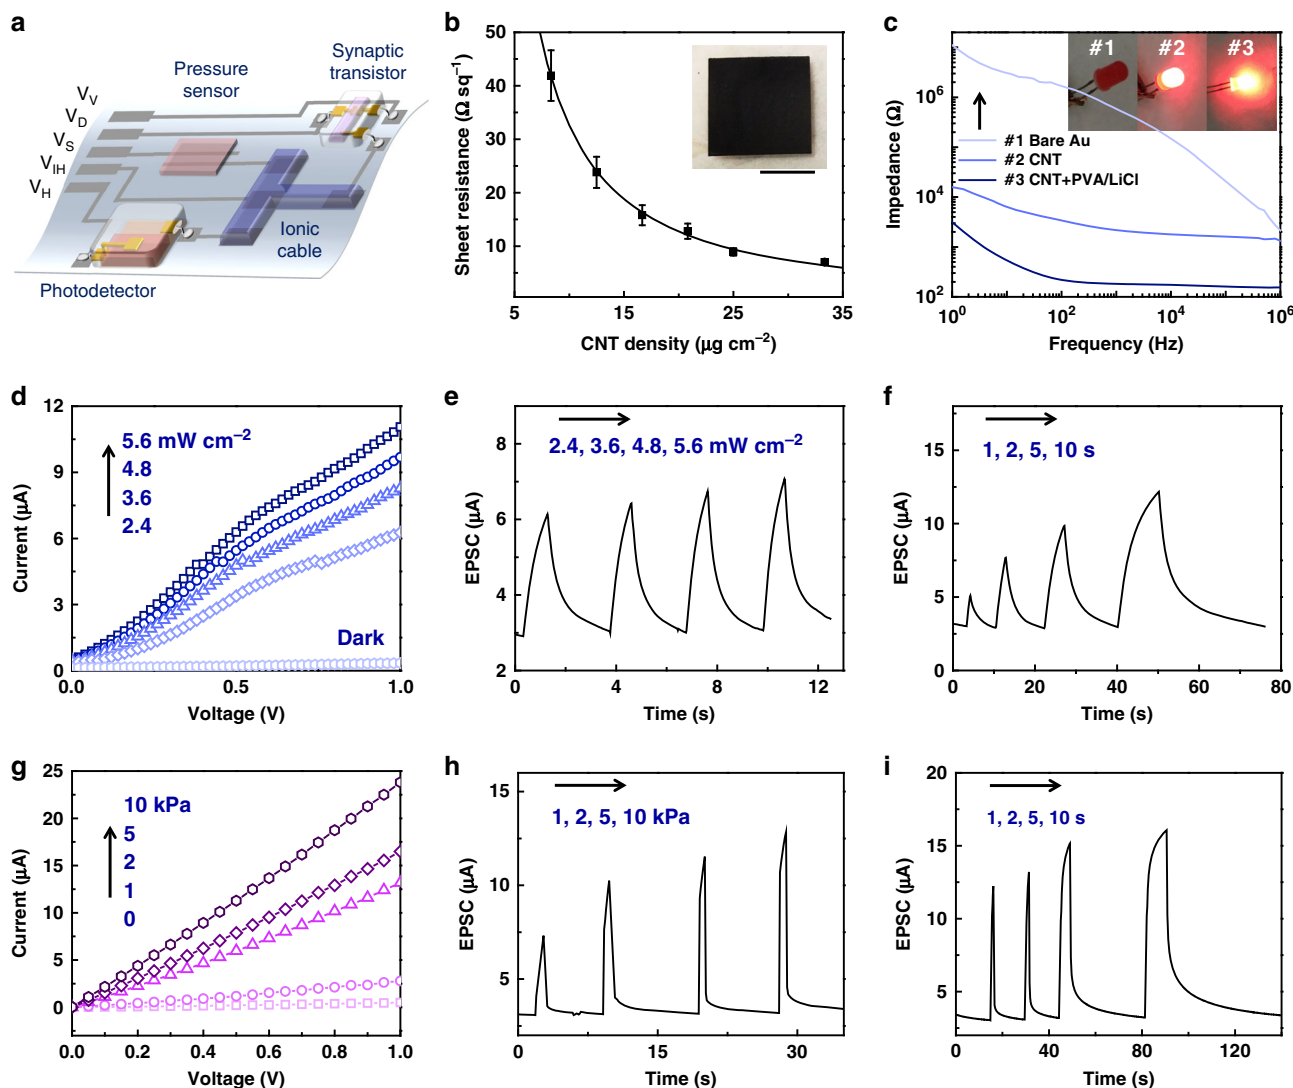 a
Pressure
sensor
Synaptic
transistor
V_V
V_D
V_S
V_IH
V_H
Ionic
cable
Photodetector
b
50
40
30
20
10
5
15
25
35
Sheet resistance (Ω sq⁻¹)
CNT density (μg cm⁻²)
c
#1
#2
#3
#1 Bare Au
#2 CNT
#3 CNT+PVA/LiCl
10⁶
10⁴
10²
10⁰
10²
10⁴
10⁶
Impedance (Ω)
Frequency (Hz)
d
12
9
6
3
0
5.6 mW cm⁻²
4.8
3.6
2.4
Dark
0.0
0.5
1.0
Current (μA)
Voltage (V)
e
2.4, 3.6, 4.8, 5.6 mW cm⁻²
8
6
4
2
0
4
8
12
EPSC (μA)
Time (s)
f
1, 2, 5, 10 s
15
10
5
0
0
20
40
60
80
EPSC (μA)
Time (s)
g
25
20
15
10
5
0
10 kPa
5
2
1
0
0.0
0.2
0.4
0.6
0.8
1.0
Current (μA)
Voltage (V)
h
1, 2, 5, 10 kPa
15
10
5
0
15
30
EPSC (μA)
Time (s)
i
1, 2, 5, 10 s
20
15
10
5
0
40
80
120
EPSC (μA)
Time (s)